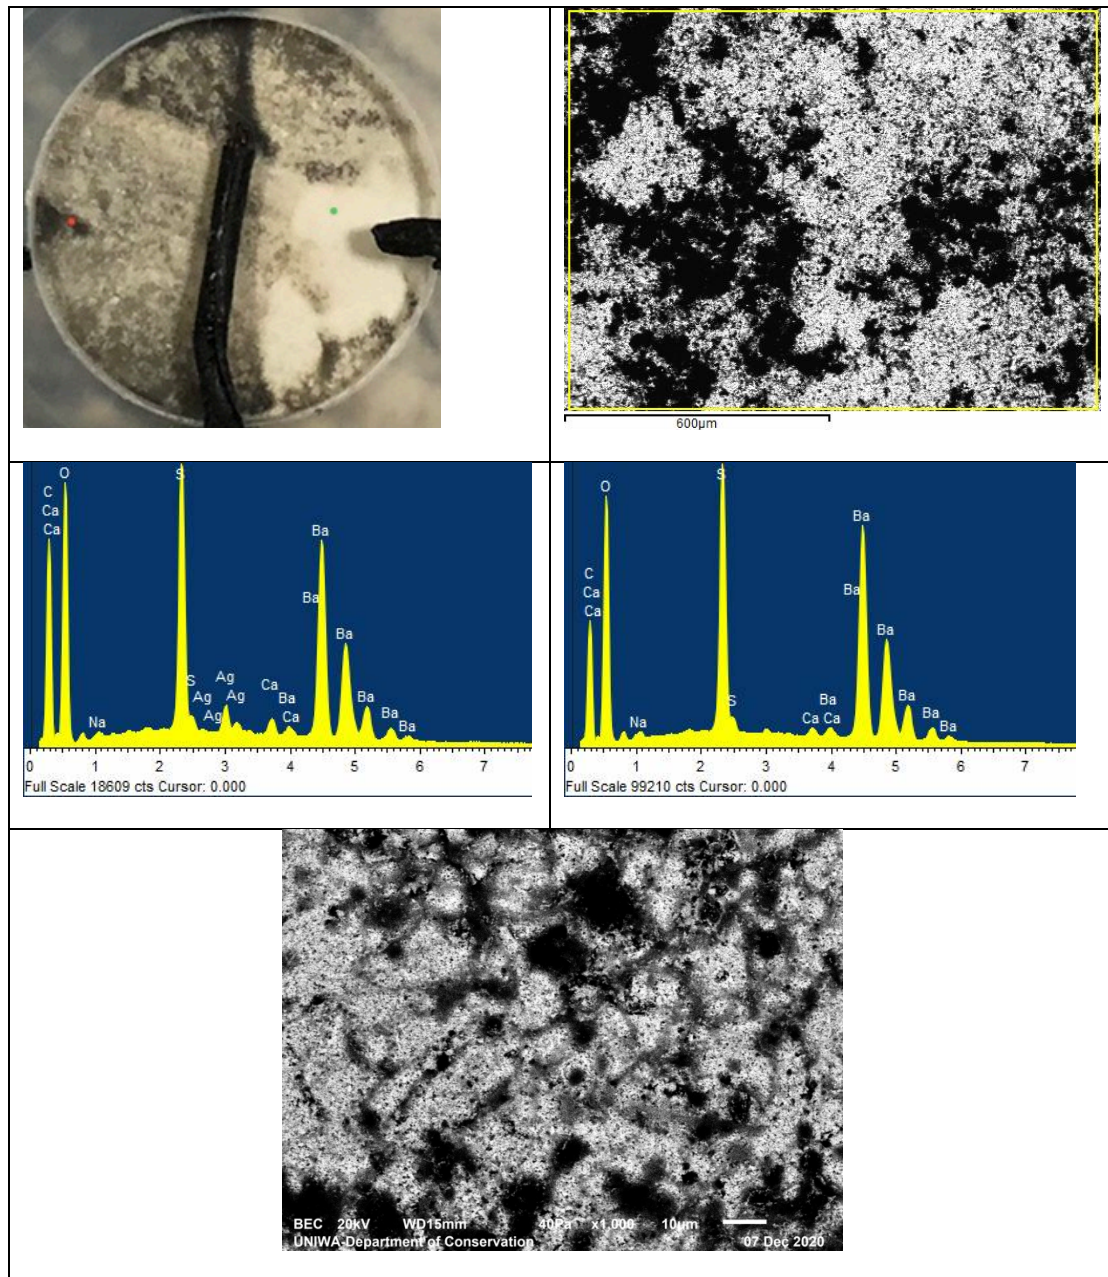 600µm
O
C
Ca
Ca
S
Ba
Ba
Ba
S
Ag
Ag
Ag
Ag
Ca
Ba
Ca
Ba
Ba
Ba
Na
0 1 2 3 4 5 6 7
Full Scale 18609 cts Cursor: 0.000
S
O
Ba
C
Ca
Ca
Ba
Ba
S
Ba
Ca
Ca
Ba
Ba
Ba
Na
0 1 2 3 4 5 6 7
Full Scale 99210 cts Cursor: 0.000
BEC 20kV WD15mm 40Pa x1,000 10µm
UNIWA-Department of Conservation 07 Dec 2020